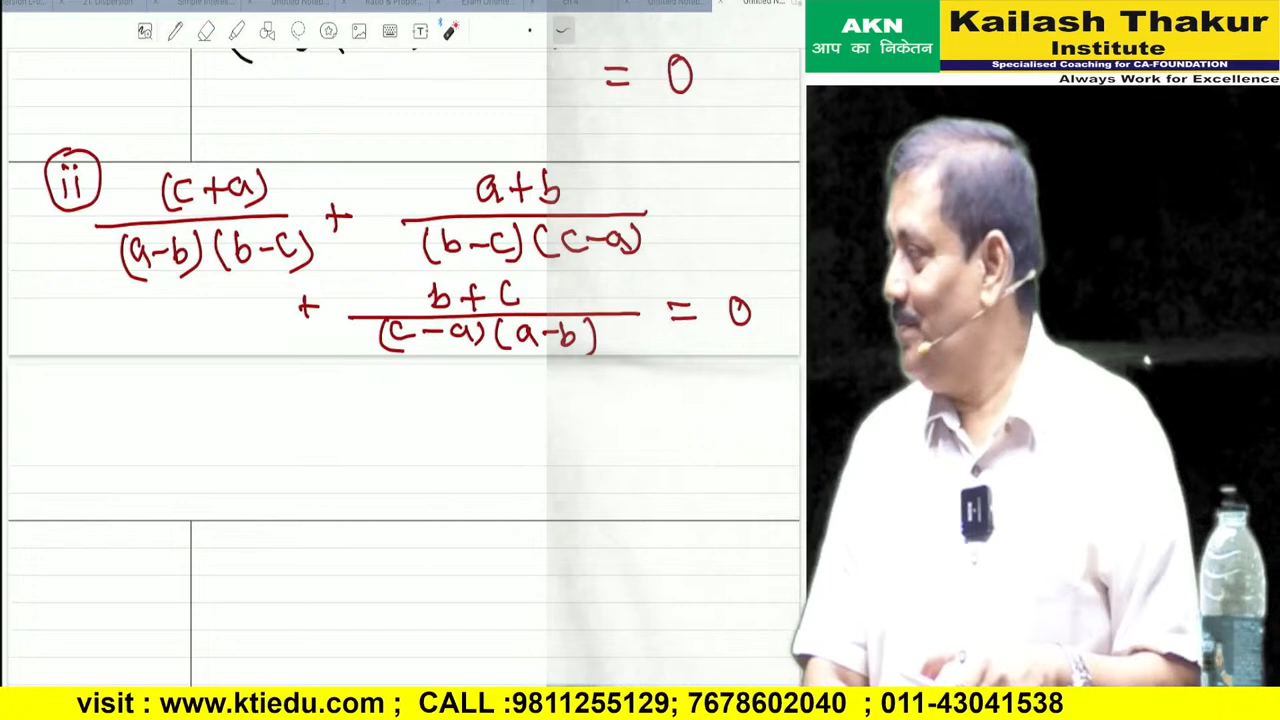 AKN
आप का निकेतन
Kailash Thakur
Institute
Specialised Coaching for CA-FOUNDATION
Always Work for Excellence
= 0
ii (c+a) / (a-b)(b-c) + a+b / (b-c)(c-a)
+ b+c / (c-a)(a-b) = 0
visit : www.ktiedu.com ; CALL :9811255129; 7678602040 ; 011-43041538